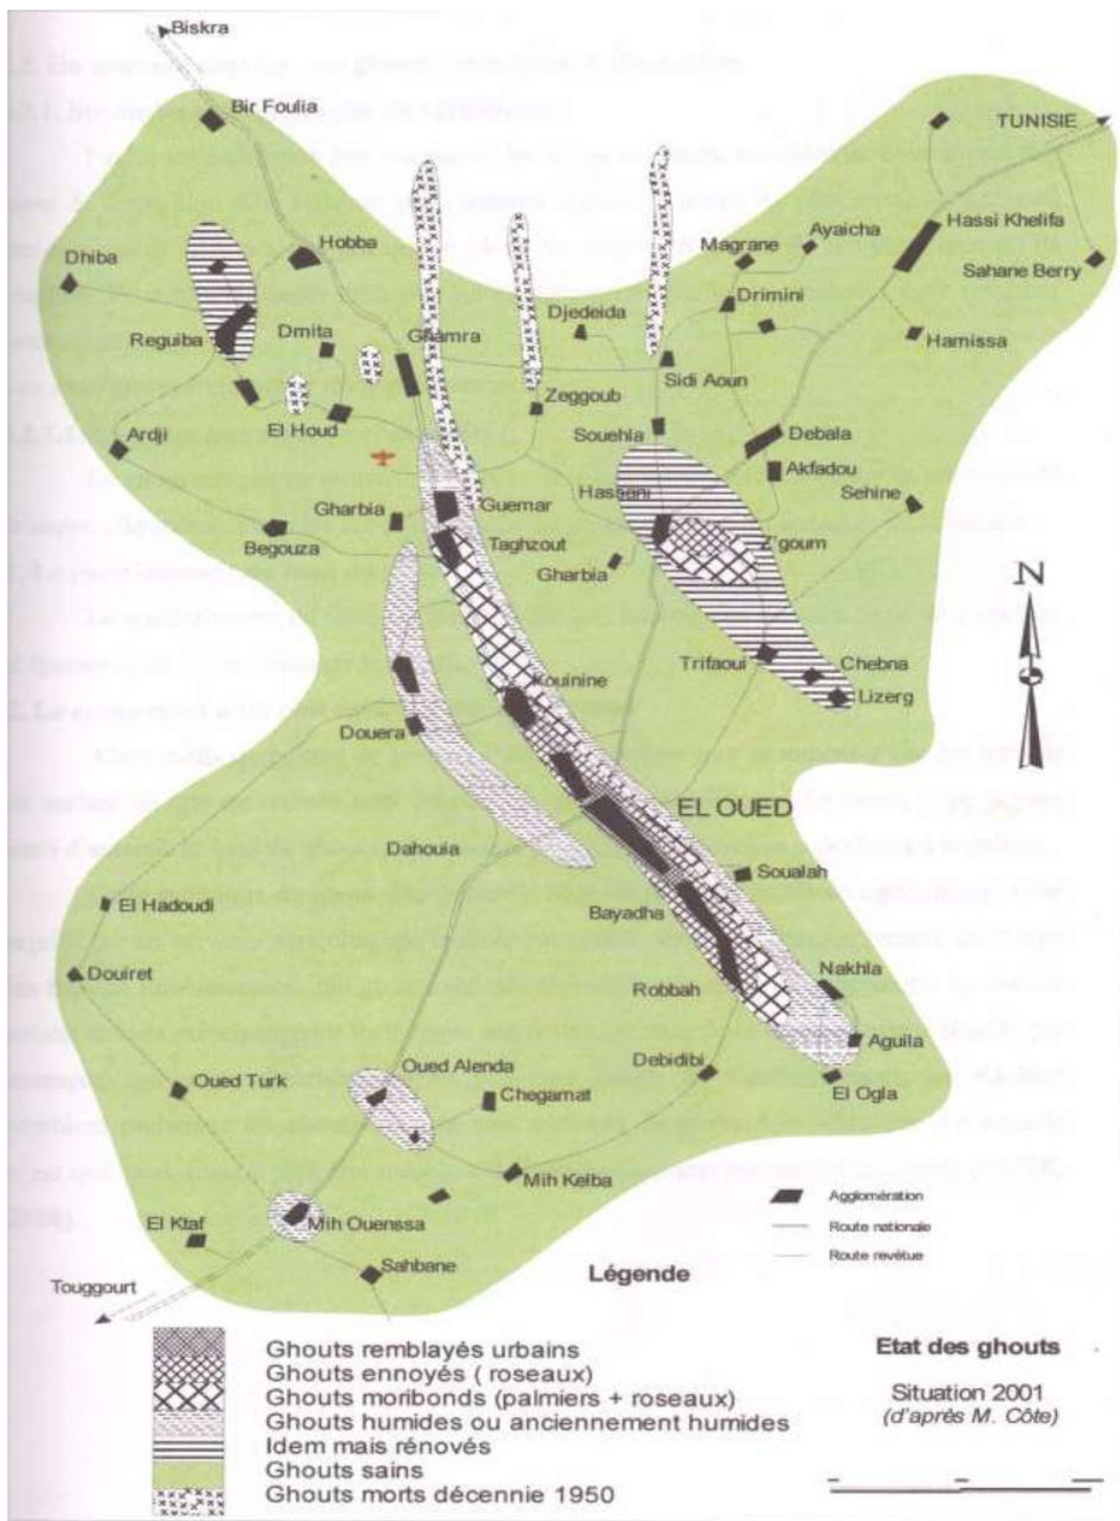 Biskra
Bir Foulia
TUNISIE
Hassi Khelifa
Ayaicha
Magrane
Sahane Berry
Hobba
Dhiba
Drimini
Djedeida
Hamissa
Reguiba
Dmita
Ghamra
Sidi Aoun
Zeggoub
El Houd
Souehla
Debala
Ardji
Akfadou
Hassani
Sehine
Guemar
Gharbia
Begouza
Taghzout
Z'goum
Gharbia
N
Trifaoui
Chebna
Kouinine
Lizerg
Douera
EL OUED
Dahouia
Soualah
El Hadoudi
Bayadha
Douiret
Nakhla
Robbah
Aguila
Debidibi
Oued Alenda
Oued Turk
Chegamat
El Ogla
Mih Kelba
Agglomération
El Ktaf
Mih Ouenssa
Route nationale
Route revétue
Sahbane
Légende
Touggourt
Ghouts remblayés urbains
Ghouts ennoyés ( roseaux)
Ghouts moribonds (palmiers + roseaux)
Ghouts humides ou anciennement humides
Idem mais rénovés
Ghouts sains
Ghouts morts décennie 1950
Etat des ghouts
Situation 2001
(d'après M. Côte)